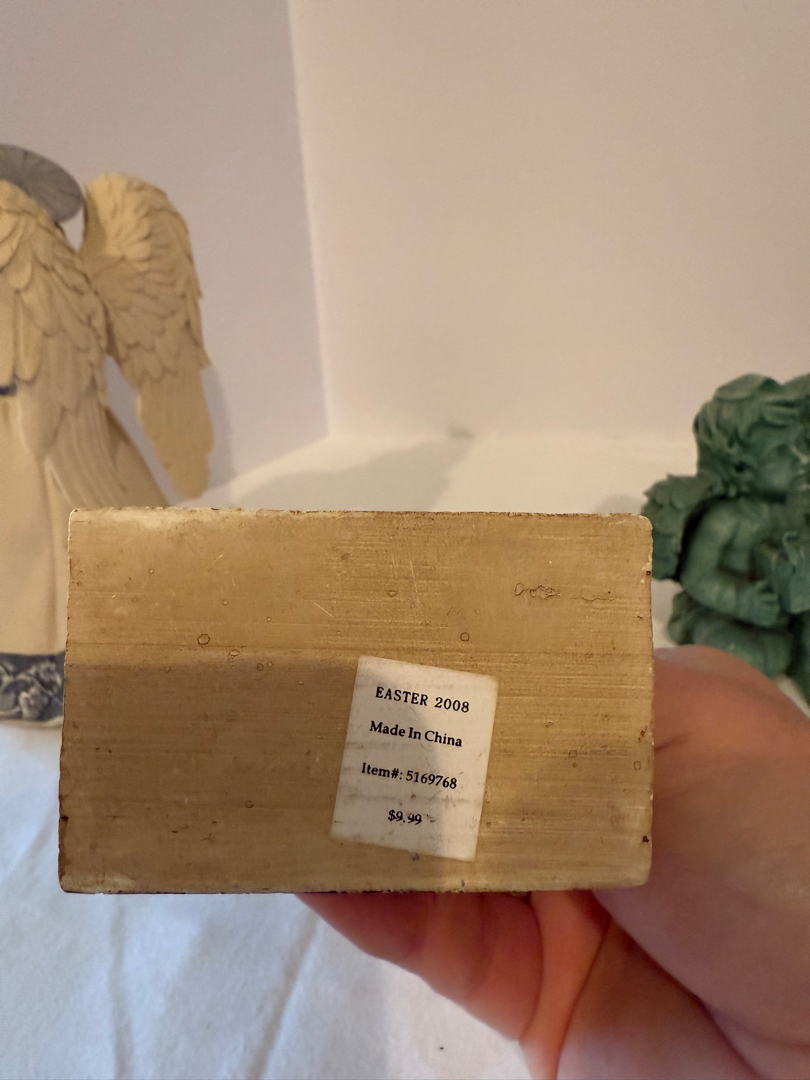 EASTER 2008
Made In China
Item#: 5169768
$9.99